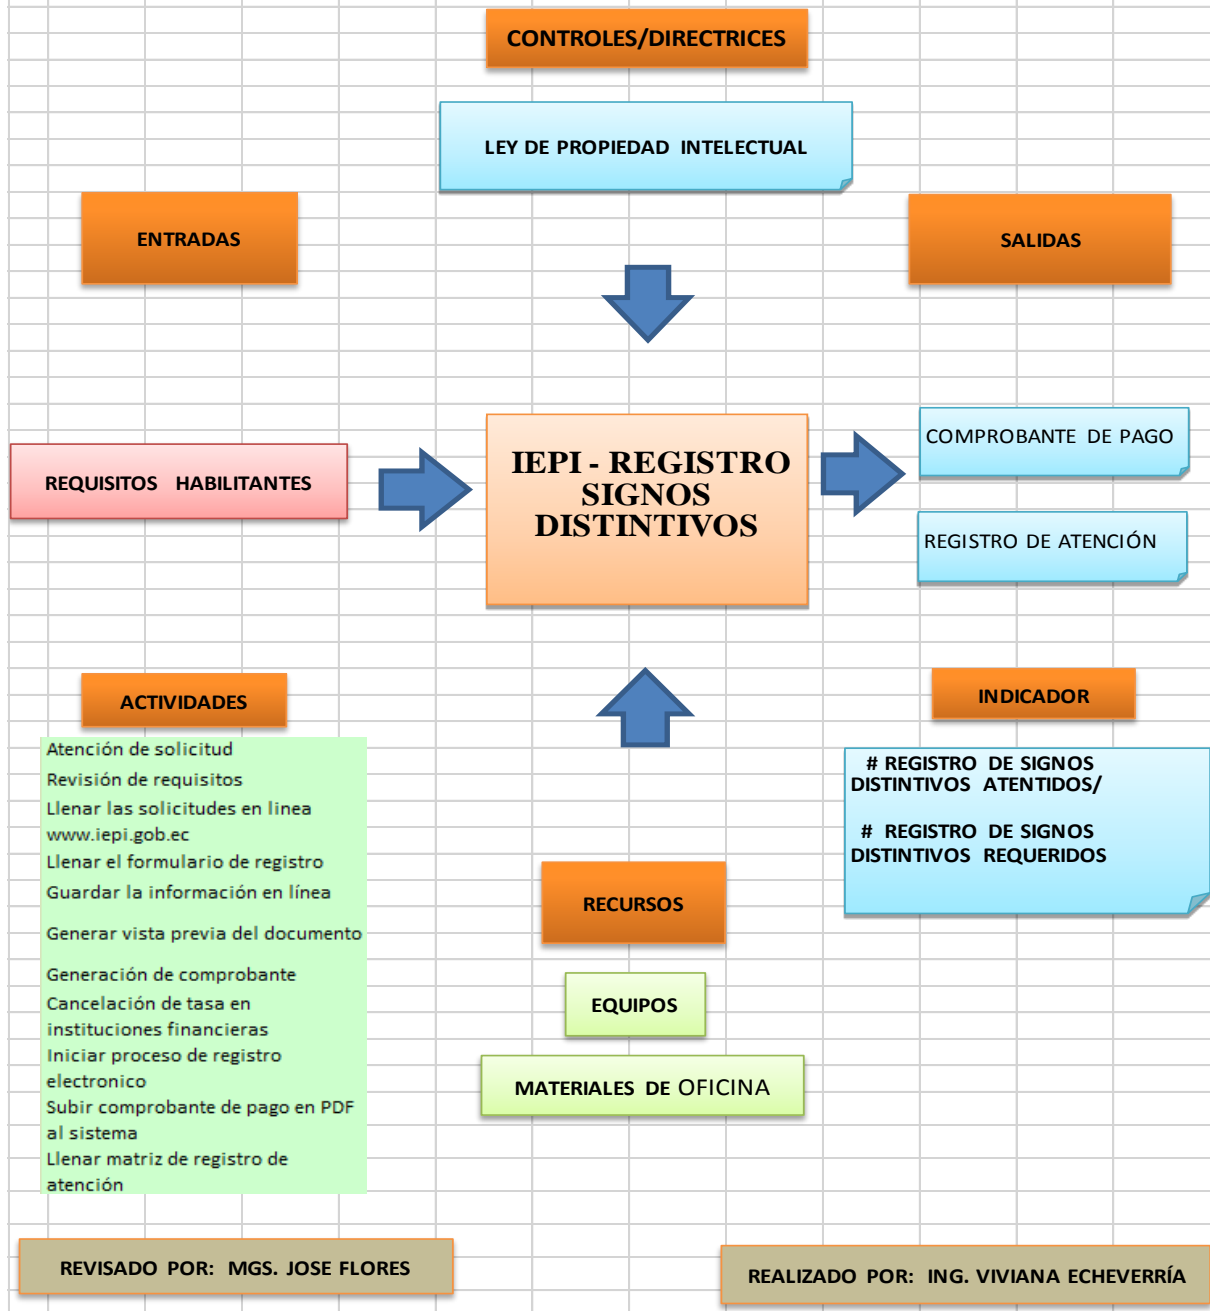 CONTROLES/DIRECTRICES
LEY DE PROPIEDAD INTELECTUAL
ENTRADAS
SALIDAS
REQUISITOS HABILITANTES
IEPI - REGISTRO
SIGNOS
DISTINTIVOS
COMPROBANTE DE PAGO
REGISTRO DE ATENCIÓN
ACTIVIDADES
Atención de solicitud
Revisión de requisitos
Llenar las solicitudes en linea
www.iepi.gob.ec
Llenar el formulario de registro
Guardar la información en línea
Generar vista previa del documento
Generación de comprobante
Cancelación de tasa en
instituciones financieras
Iniciar proceso de registro
electronico
Subir comprobante de pago en PDF
al sistema
Llenar matriz de registro de
atención
INDICADOR
# REGISTRO DE SIGNOS
DISTINTIVOS ATENTIDOS/
# REGISTRO DE SIGNOS
DISTINTIVOS REQUERIDOS
RECURSOS
EQUIPOS
MATERIALES DE OFICINA
REVISADO POR: MGS. JOSE FLORES
REALIZADO POR: ING. VIVIANA ECHEVERRÍA